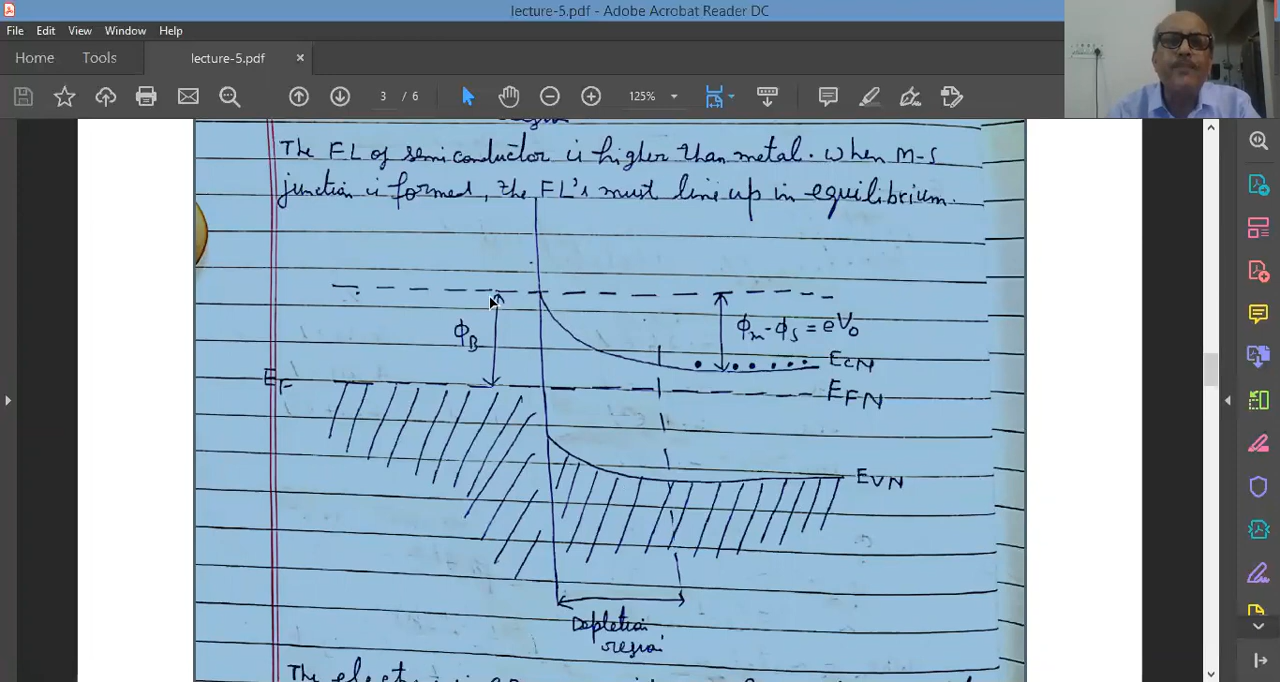 lecture-5.pdf - Adobe Acrobat Reader DC
File Edit View Window Help
Home Tools lecture-5.pdf ×
3 / 6 125%
The FL of semiconductor is higher than metal. When M-S
junction is formed, the FL's must line up in equilibrium.
ϕB
ϕm-ϕs = eV0
ECN
EF
EFN
EVN
Depletion
region